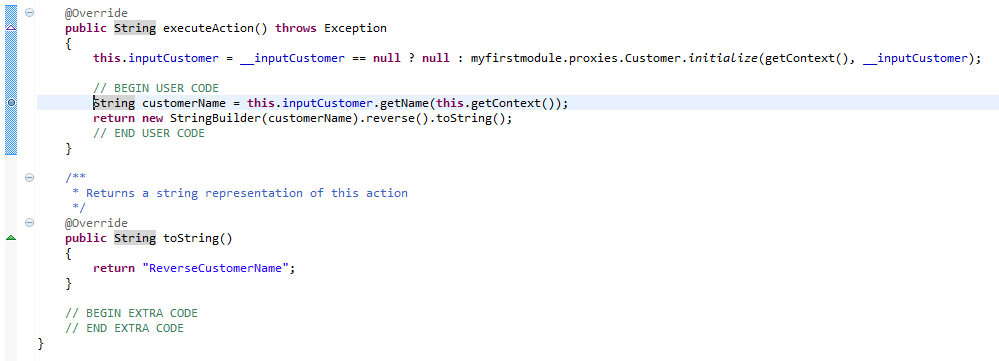 @Override
public String executeAction() throws Exception
{
this.inputCustomer = __inputCustomer == null ? null : myfirstmodule.proxies.Customer.initialize(getContext(), __inputCustomer);
// BEGIN USER CODE
String customerName = this.inputCustomer.getName(this.getContext());
return new StringBuilder(customerName).reverse().toString();
// END USER CODE
}
/**
* Returns a string representation of this action
*/
@Override
public String toString()
{
return "ReverseCustomerName";
}
// BEGIN EXTRA CODE
// END EXTRA CODE
}